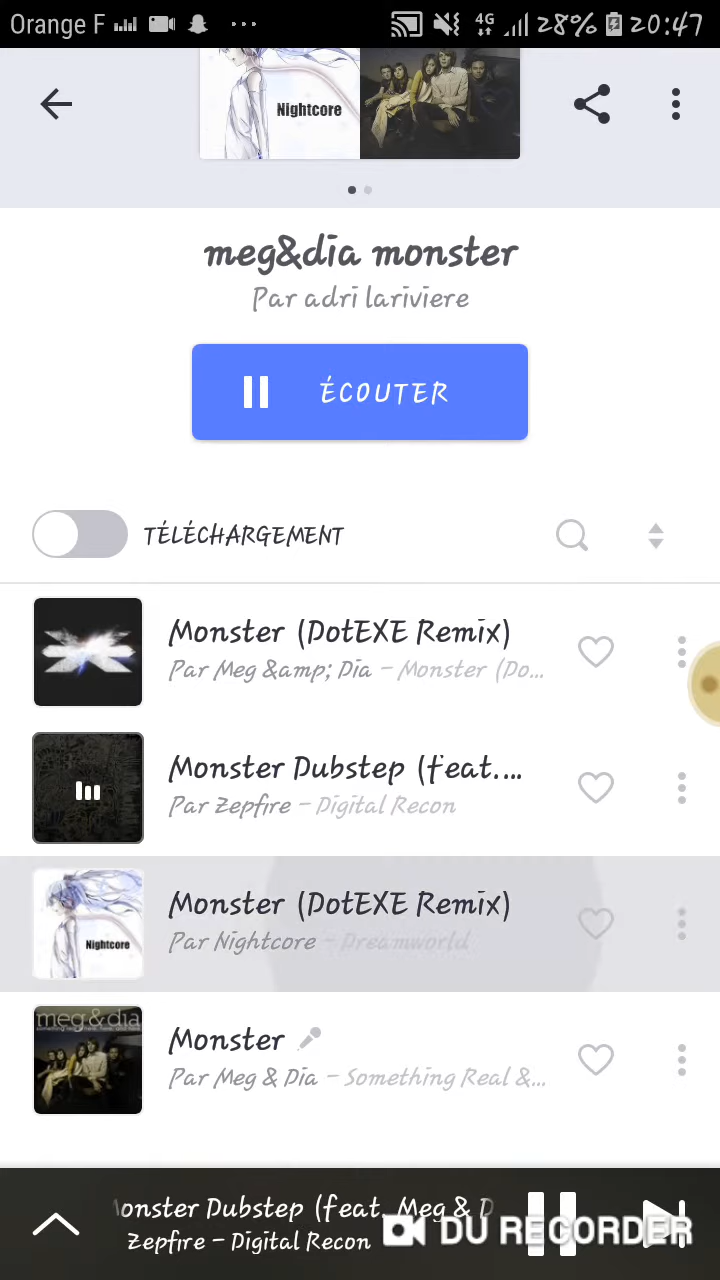 Orange F 4G 28% 20:47
Nightcore
meg&dia monster
Par adri lariviere
ÉCOUTER
TÉLÉCHARGEMENT
Monster (DotEXE Remix)
Par Meg &amp; Dia – Monster (Do...
Monster Dubstep (feat....
Par Zepfire – Digital Recon
Monster (DotEXE Remix)
Par Nightcore – Dreamworld
Nightcore
meg & dia
Monster
Par Meg & Dia – Something Real &...
onster Dubstep (feat. Meg & D
Zepfire – Digital Recon
DU RECORDER